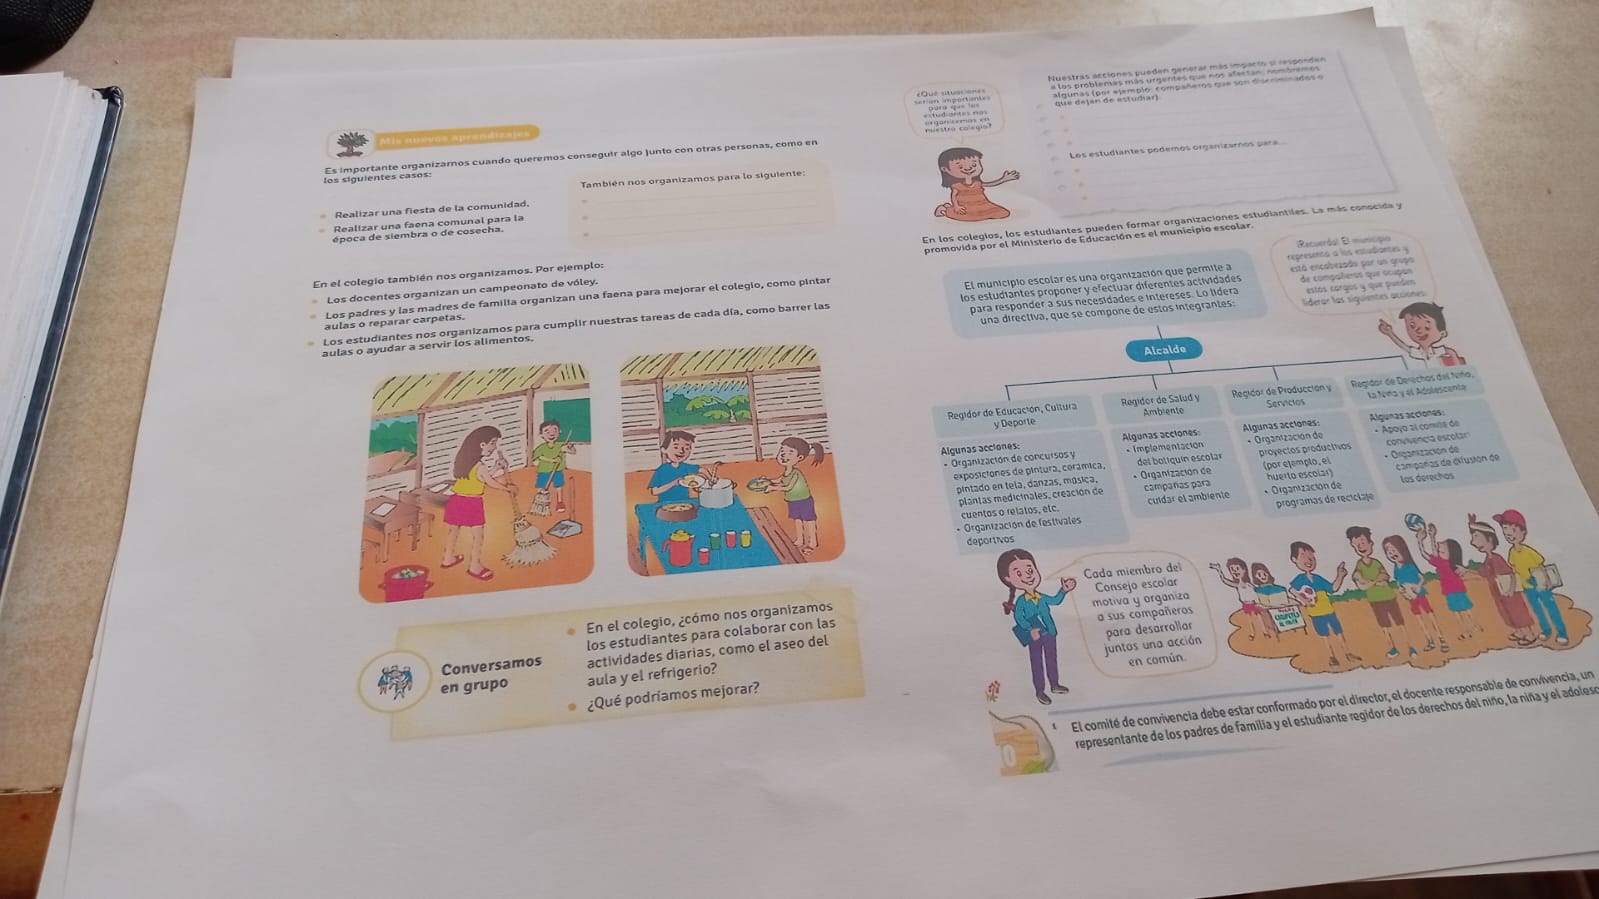 Mis nuevos aprendizajes
Es importante organizarnos cuando queremos conseguir algo junto con otras personas, como en
los siguientes casos:
Realizar una fiesta de la comunidad.
Realizar una faena comunal para la
época de siembra o de cosecha.
También nos organizamos para lo siguiente:
En el colegio también nos organizamos. Por ejemplo:
Los docentes organizan un campeonato de vóley.
Los padres y las madres de familia organizan una faena para mejorar el colegio, como pintar
aulas o reparar carpetas.
Los estudiantes nos organizamos para cumplir nuestras tareas de cada día, como barrer las
aulas o ayudar a servir los alimentos.
Conversamos
en grupo
En el colegio, ¿cómo nos organizamos
los estudiantes para colaborar con las
actividades diarias, como el aseo del
aula y el refrigerio?
¿Qué podríamos mejorar?
¿Qué situaciones
serían importantes
para que los
estudiantes nos
organicemos en
nuestro colegio?
Nuestras acciones pueden generar más impacto si responden
a los problemas más urgentes que nos afectan; nombremos
algunas (por ejemplo: compañeros que son discriminados o
que dejan de estudiar).
Los estudiantes podemos organizarnos para...
En los colegios, los estudiantes pueden formar organizaciones estudiantiles. La más conocida y
promovida por el Ministerio de Educación es el municipio escolar.
El municipio escolar es una organización que permite a
los estudiantes proponer y efectuar diferentes actividades
para responder a sus necesidades e intereses. Lo lidera
una directiva, que se compone de estos integrantes:
¡Recuerda! El municipio
representa a los estudiantes y
está encabezado por un grupo
de compañeros que ocupan
estos cargos y que pueden
liderar las siguientes acciones:
Alcalde
Regidor de Educación, Cultura
y Deporte
Algunas acciones:
• Organización de concursos y
exposiciones de pintura, cerámica,
pintado en tela, danzas, música,
plantas medicinales, creación de
cuentos o relatos, etc.
• Organización de festivales
deportivos
Regidor de Salud y
Ambiente
Algunas acciones:
• Implementación
del botiquín escolar
• Organización de
campañas para
cuidar el ambiente
Regidor de Producción y
Servicios
Algunas acciones:
• Organización de
proyectos productivos
(por ejemplo, el
huerto escolar)
• Organización de
programas de reciclaje
Regidor de Derechos del Niño,
la Niña y el Adolescente
Algunas acciones:
• Apoyo al comité de
convivencia escolar
• Organización de
campañas de difusión de
los derechos
Cada miembro del
Consejo escolar
motiva y organiza
a sus compañeros
para desarrollar
juntos una acción
en común.
1 El comité de convivencia debe estar conformado por el director, el docente responsable de convivencia, un
representante de los padres de familia y el estudiante regidor de los derechos del niño, la niña y el adolesc